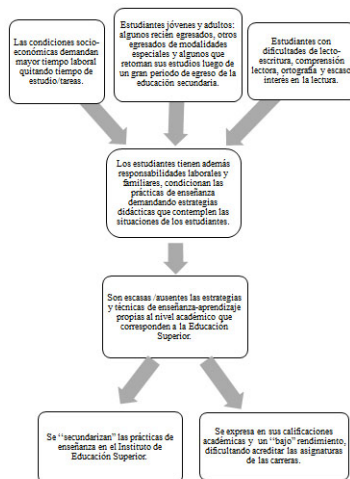 Las condiciones socio-
económicas demandan
mayor tiempo laboral
quitando tiempo de
estudio/tareas.
Estudiantes jóvenes y adultos:
algunos recién egresados, otros
egresados de modalidades
especiales y algunos que
retoman sus estudios luego de
un gran periodo de egreso de la
educación secundaria.
Estudiantes con
dificultades de lecto-
escritura, comprensión
lectora, ortografía y escaso
interés en la lectura.
Los estudiantes tienen además
responsabilidades laborales y
familiares, condicionan las
prácticas de enseñanza
demandando estrategias
didácticas que contemplen las
situaciones de los estudiantes.
Son escasas /ausentes las estrategias
y técnicas de enseñanza-aprendizaje
propias al nivel académico que
corresponden a la Educación
Superior.
Se "secundarizan" las prácticas de
enseñanza en el Instituto de
Educación Superior.
Se expresa en sus calificaciones
académicas y un "bajo" rendimiento,
dificultando acreditar las asignaturas
de las carreras.